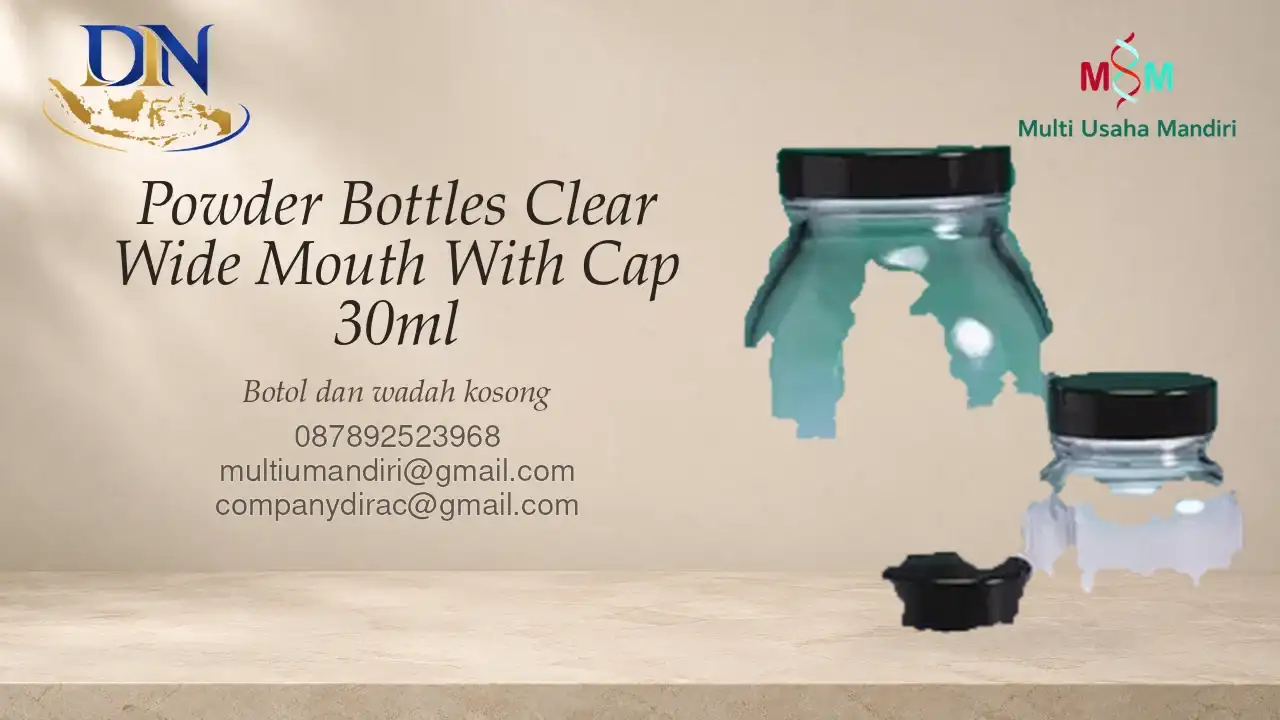 DIN
MSM
Multi Usaha Mandiri
Powder Bottles Clear
Wide Mouth With Cap
30ml
Botol dan wadah kosong
087892523968
multiumandiri@gmail.com
companydirac@gmail.com